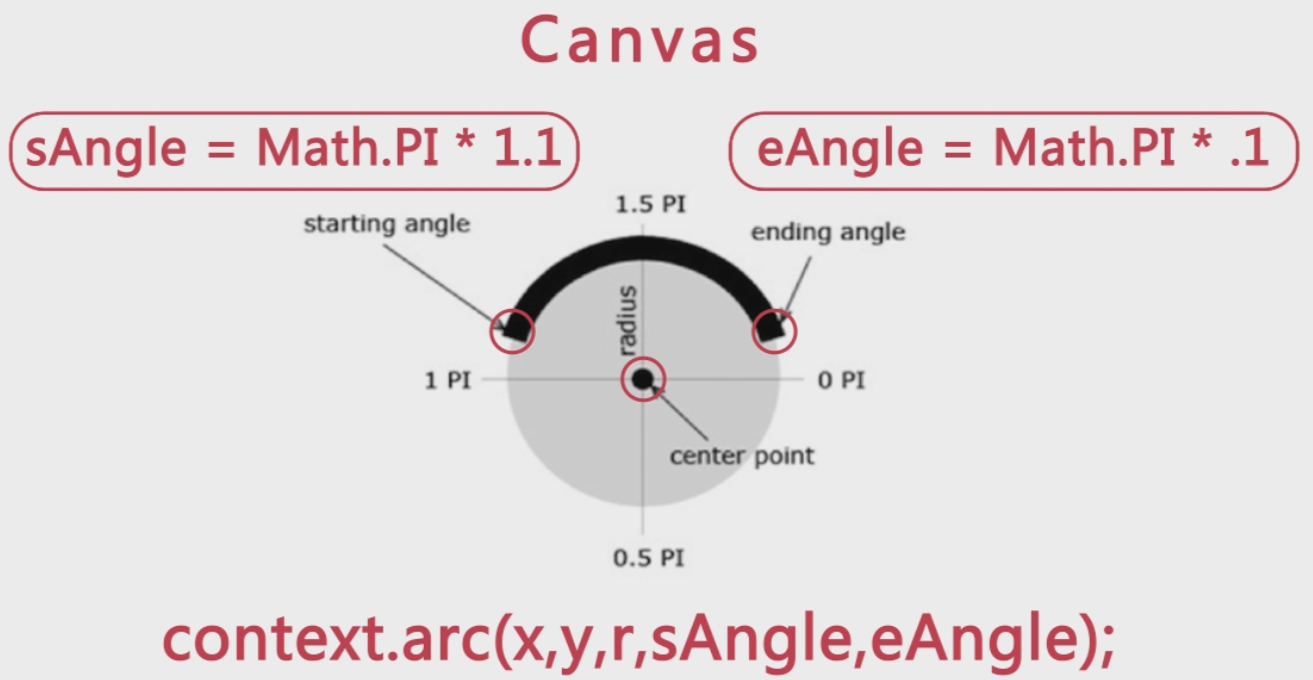 Canvas
sAngle = Math.PI * 1.1
eAngle = Math.PI * .1
1.5 PI
starting angle
ending angle
radius
1 PI
0 PI
center point
0.5 PI
context.arc(x,y,r,sAngle,eAngle);